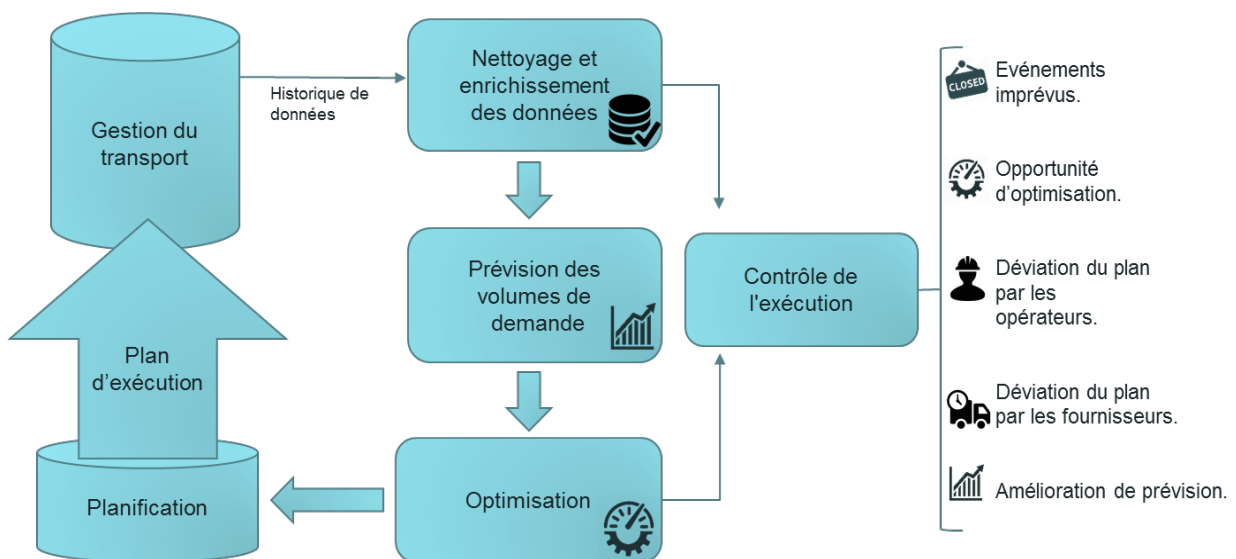 Gestion du
transport
Historique de
données
Nettoyage et
enrichissement
des données
Prévision des
volumes de
demande
Optimisation
Planification
Plan
d’exécution
Contrôle de
l'exécution
CLOSED
Evénements
imprévus.
Opportunité
d’optimisation.
Déviation du plan
par les
opérateurs.
Déviation du plan
par les fournisseurs.
Amélioration de prévision.